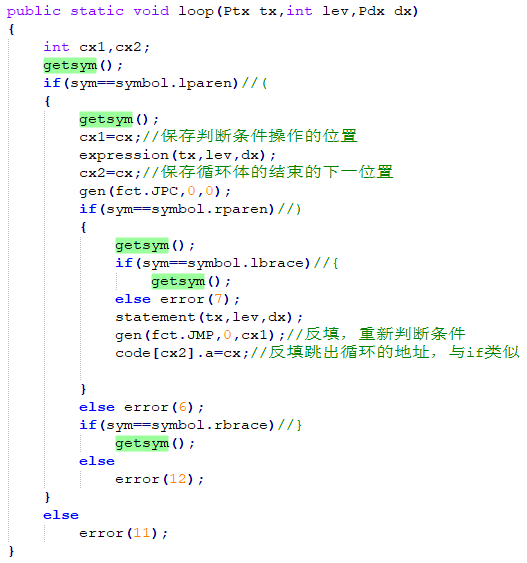 public static void loop(Ptx tx,int lev,Pdx dx)
{
    int cx1,cx2;
    getsym();
    if(sym==symbol.lparen)//(
    {
        getsym();
        cx1=cx;//保存判断条件操作的位置
        expression(tx,lev,dx);
        cx2=cx;//保存循环体的结束的下一位置
        gen(fct.JPC,0,0);
        if(sym==symbol.rparen)//)
        {
            getsym();
            if(sym==symbol.lbrace)//{
                getsym();
            else error(7);
            statement(tx,lev,dx);
            gen(fct.JMP,0,cx1);//反填，重新判断条件
            code[cx2].a=cx;//反填跳出循环的地址，与if类似
        }
        else error(6);
        if(sym==symbol.rbrace)//}
            getsym();
        else
            error(12);
    }
    else
        error(11);
}